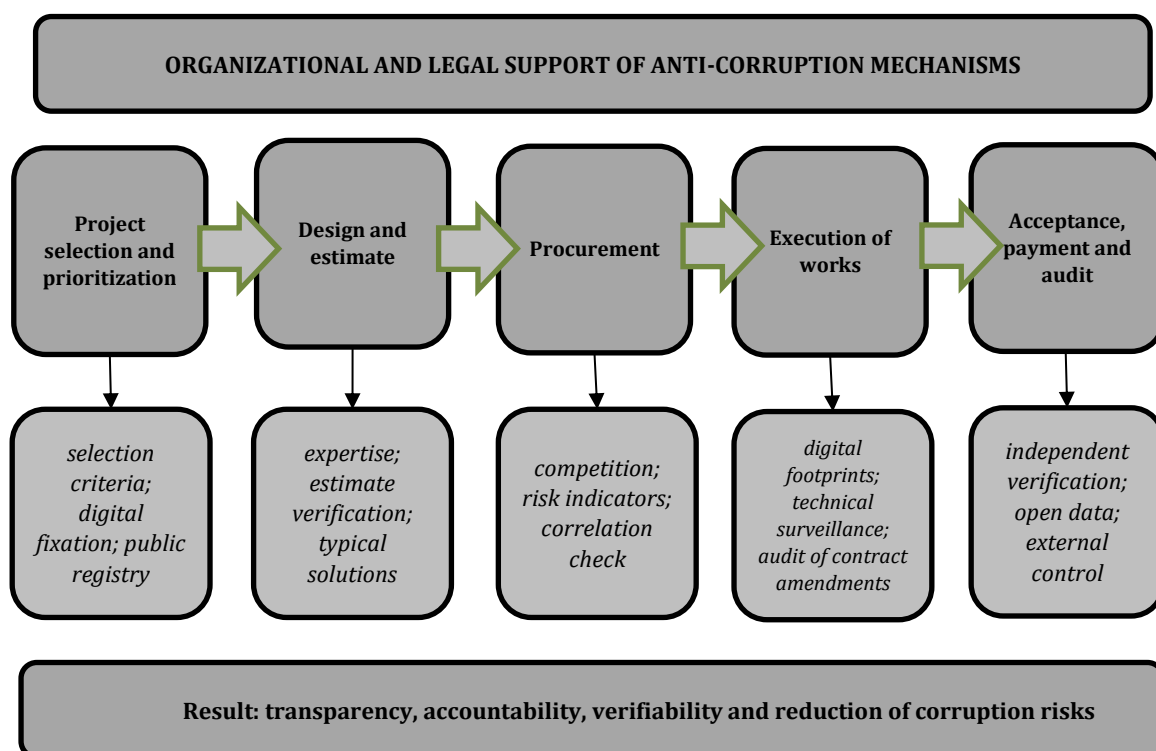 ORGANIZATIONAL AND LEGAL SUPPORT OF ANTI-CORRUPTION MECHANISMS
Project
selection and
prioritization
Design and
estimate
Procurement
Execution of
works
Acceptance,
payment and
audit
selection
criteria;
digital
fixation; public
registry
expertise;
estimate
verification;
typical
solutions
competition;
risk indicators;
correlation
check
digital
footprints;
technical
surveillance;
audit of contract
amendments
independent
verification;
open data;
external
control
Result: transparency, accountability, verifiability and reduction of corruption risks